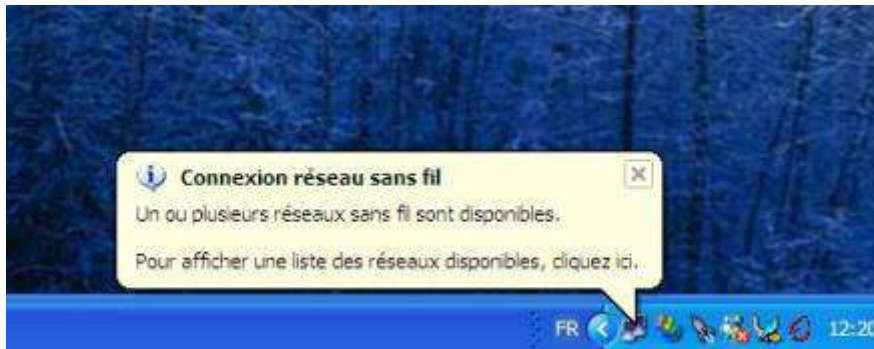 Connexion réseau sans fil
Un ou plusieurs réseaux sans fil sont disponibles.
Pour afficher une liste des réseaux disponibles, cliquez ici.
FR 12:20